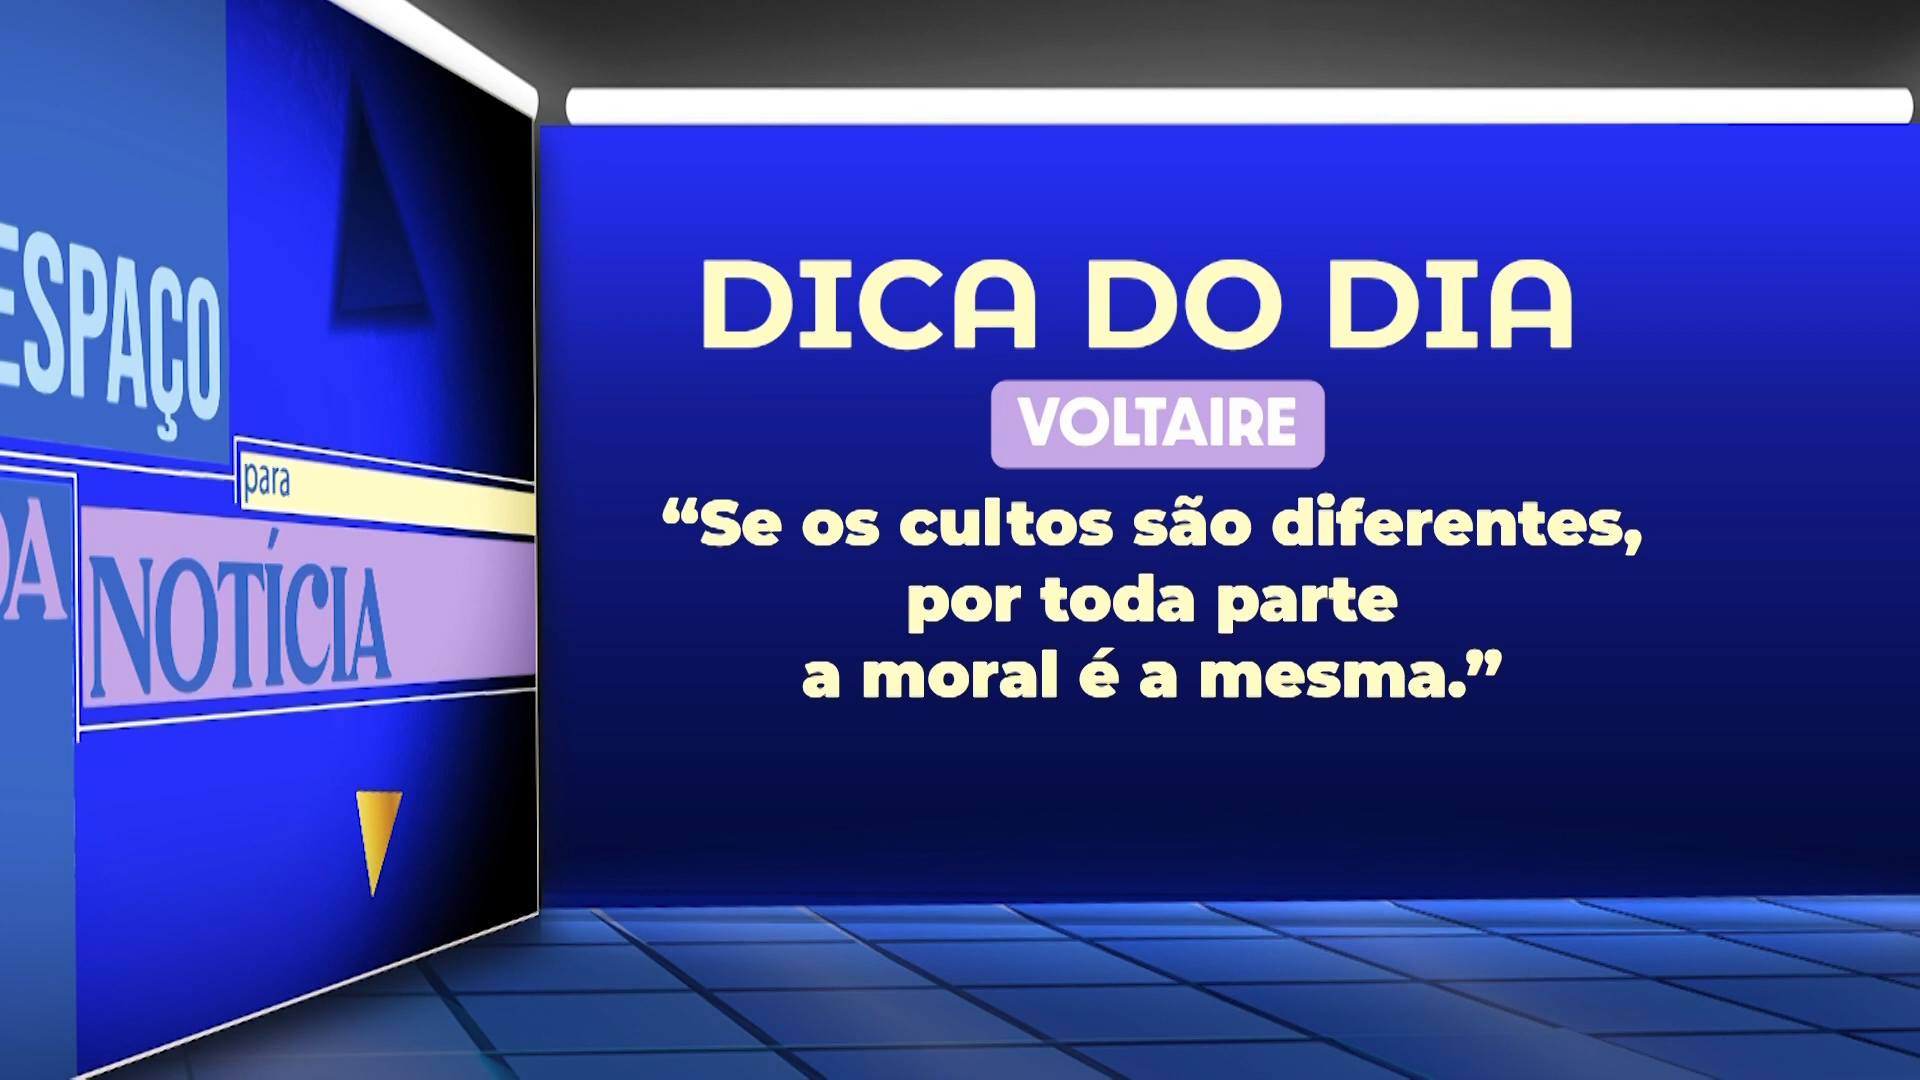 ESPAÇO
para
DA
NOTÍCIA
DICA DO DIA
VOLTAIRE
“Se os cultos são diferentes,
por toda parte
a moral é a mesma.”